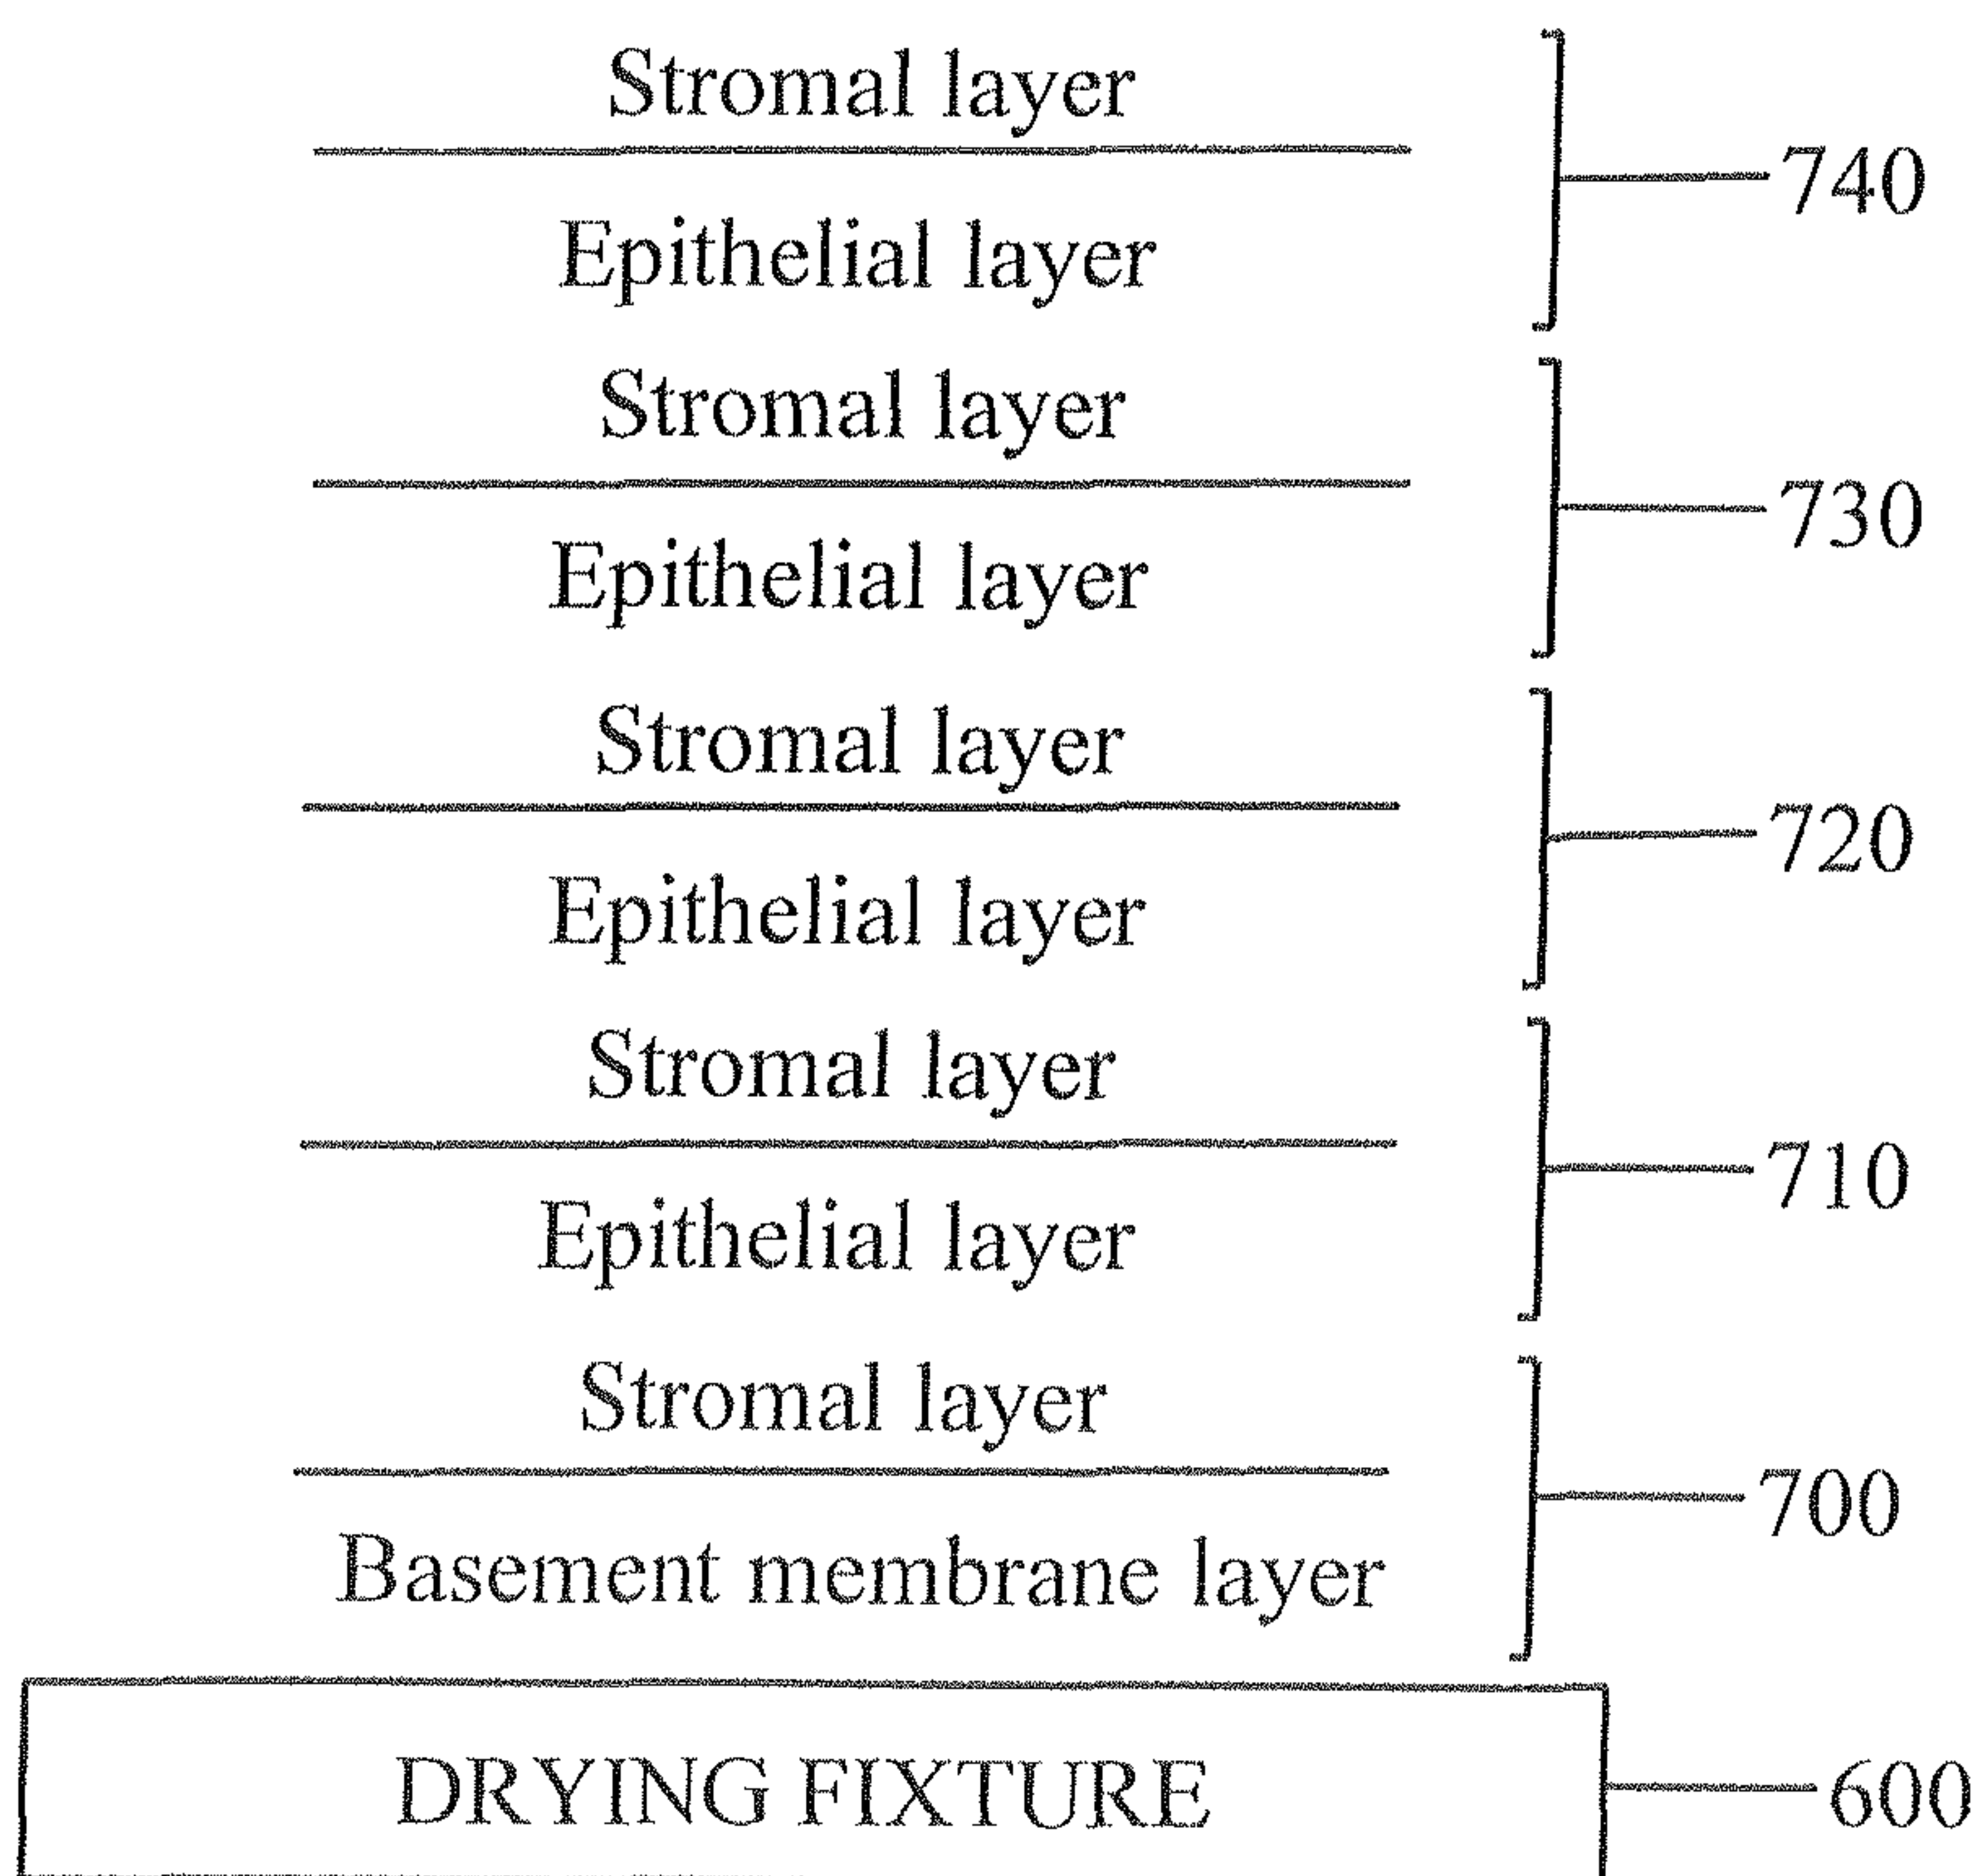 Stromal layer
740
Epithelial layer
Stromal layer
730
Epithelial layer
Stromal layer
720
Epithelial layer
Stromal layer
710
Epithelial layer
Stromal layer
700
Basement membrane layer
DRYING FIXTURE
600